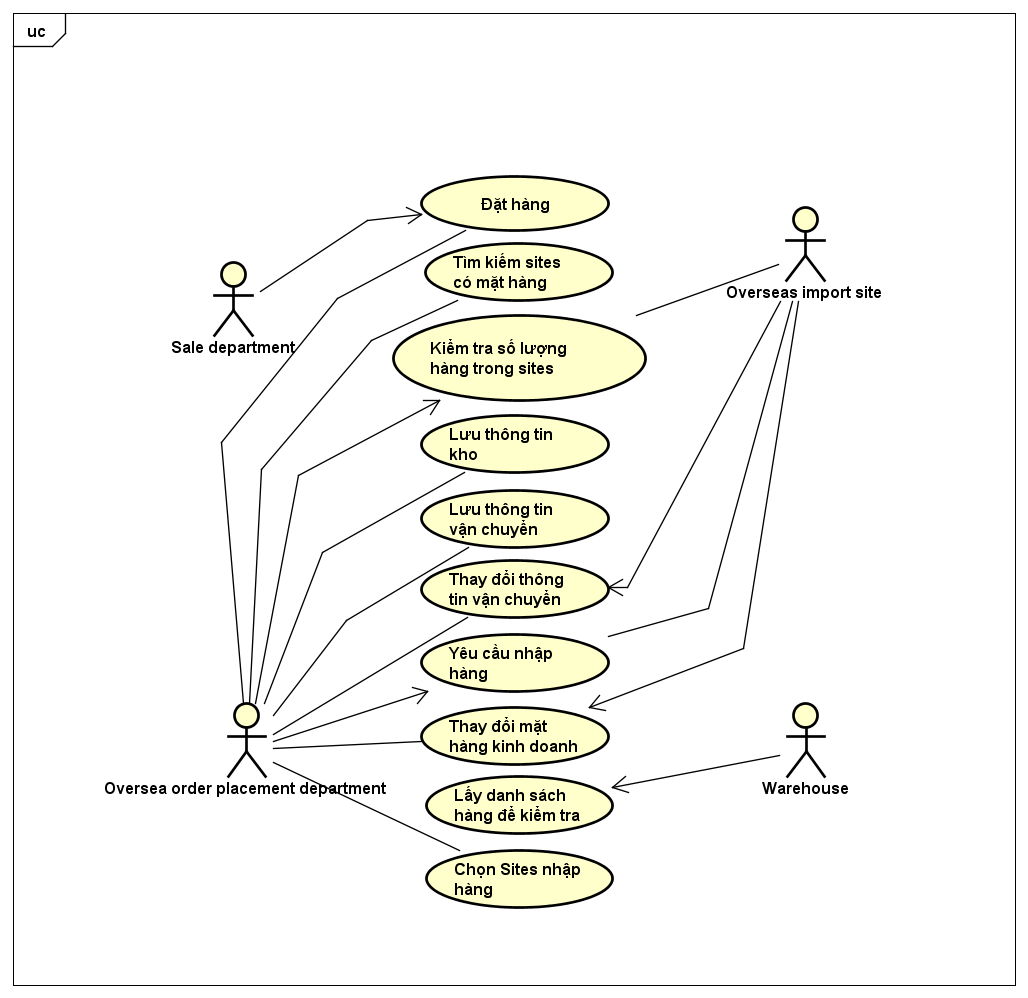 uc
Đặt hàng
Tìm kiếm sites
có mặt hàng
Overseas import site
Sale department
Kiểm tra số lượng
hàng trong sites
Lưu thông tin
kho
Lưu thông tin
vận chuyển
Thay đổi thông
tin vận chuyển
Yêu cầu nhập
hàng
Thay đổi mặt
hàng kinh doanh
Oversea order placement department
Warehouse
Lấy danh sách
hàng để kiểm tra
Chọn Sites nhập
hàng